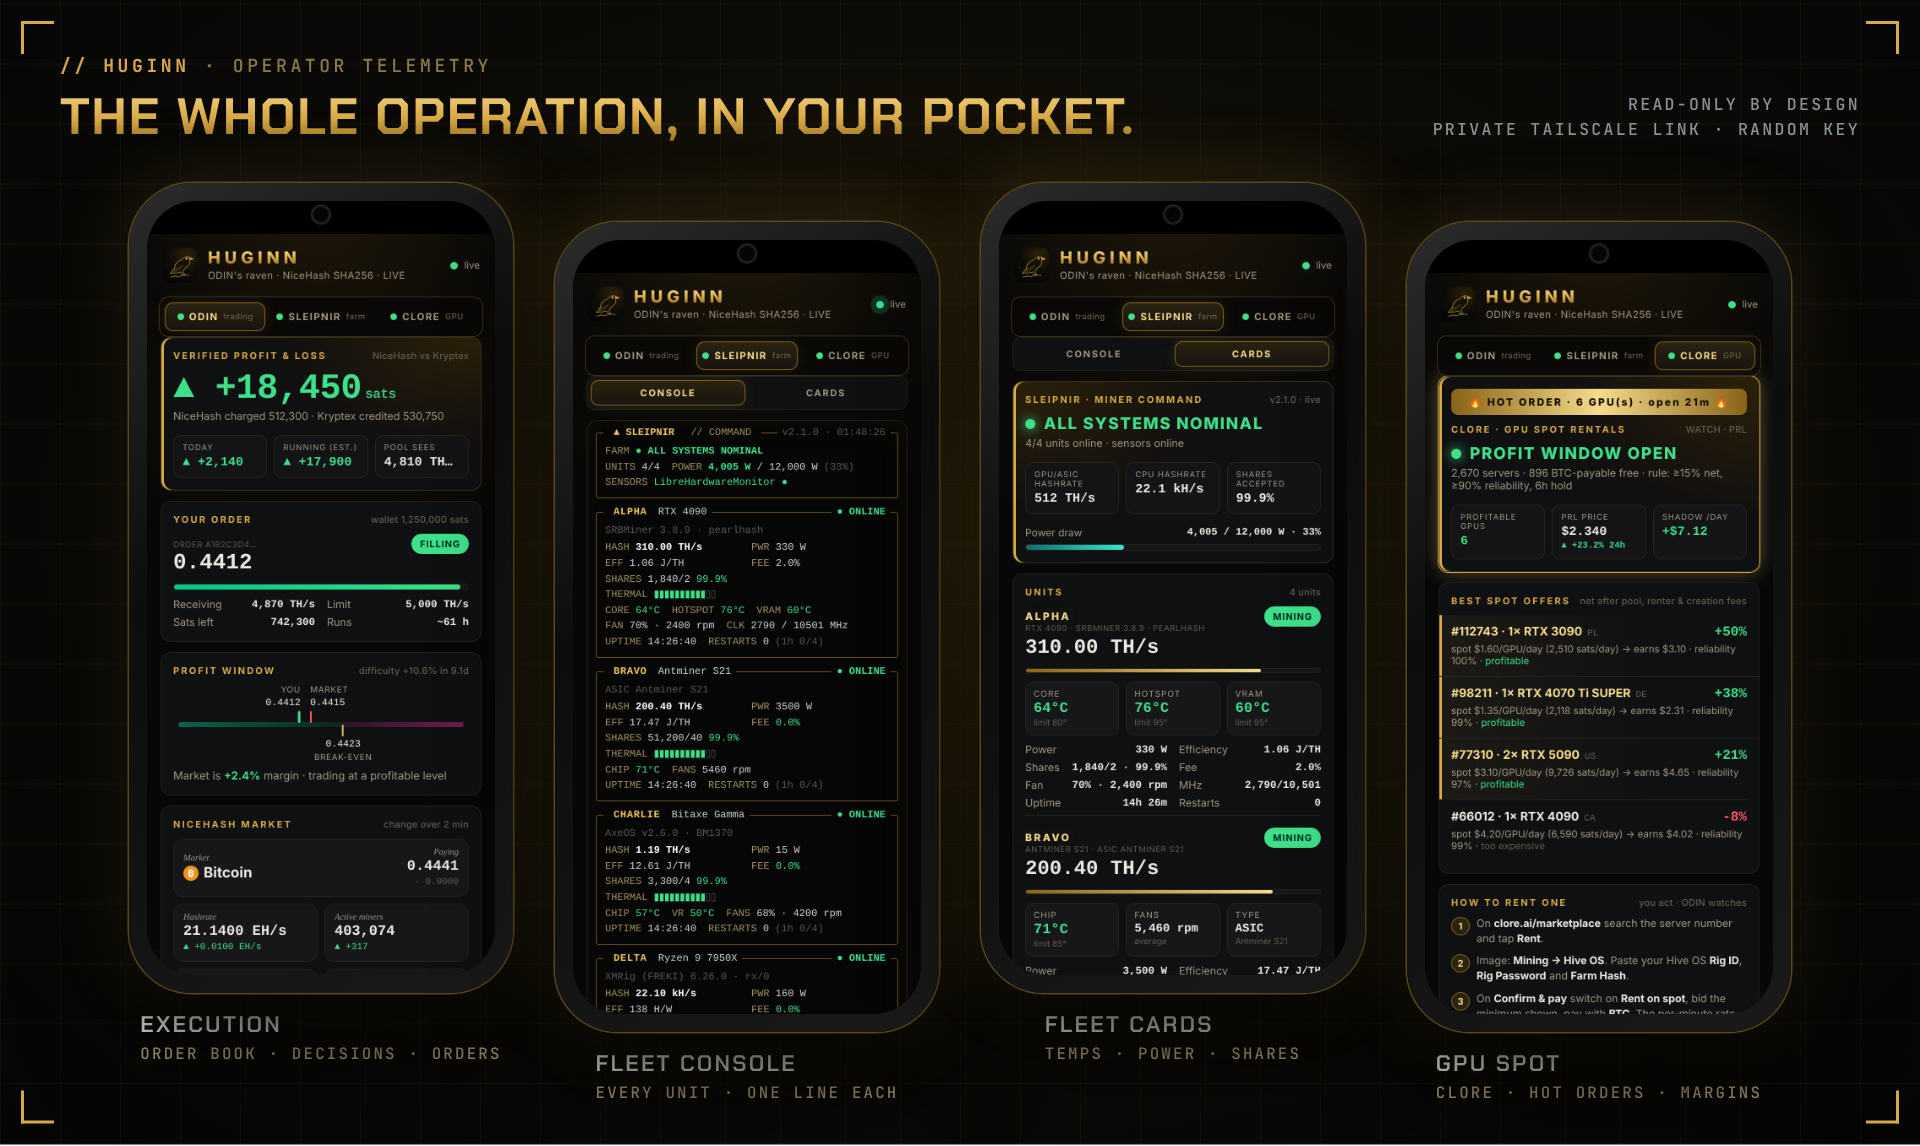 // HUGINN · OPERATOR TELEMETRY
THE WHOLE OPERATION, IN YOUR POCKET.
READ-ONLY BY DESIGN
PRIVATE TAILSCALE LINK · RANDOM KEY
HUGINN
ODIN's raven · NiceHash SHA256 · LIVE
live
ODIN trading
SLEIPNIR farm
CLORE GPU
VERIFIED PROFIT & LOSS
NiceHash vs Kryptex
▲ +18,450 sats
NiceHash charged 512,300 · Kryptex credited 530,750
TODAY
▲ +2,140
RUNNING (EST.)
▲ +17,900
POOL SEES
4,810 TH…
YOUR ORDER
wallet 1,250,000 sats
ORDER A1B2C3D4…
0.4412
FILLING
Receiving 4,870 TH/s Limit 5,000 TH/s
Sats left 742,300 Runs ~61 h
PROFIT WINDOW
difficulty +10.6% in 9.1d
YOU MARKET
0.4412 0.4415
0.4423
BREAK-EVEN
Market is +2.4% margin · trading at a profitable level
NICEHASH MARKET
change over 2 min
Market
Bitcoin
Paying
0.4441
· 0.0000
Hashrate
21.1400 EH/s
▲ +0.0100 EH/s
Active miners
403,074
▲ +317
EXECUTION
ORDER BOOK · DECISIONS · ORDERS
HUGINN
ODIN's raven · NiceHash SHA256 · LIVE
live
ODIN trading
SLEIPNIR farm
CLORE GPU
CONSOLE
CARDS
▲ SLEIPNIR // COMMAND v2.1.0 · 01:48:26
FARM ● ALL SYSTEMS NOMINAL
UNITS 4/4 POWER 4,005 W / 12,000 W (33%)
SENSORS LibreHardwareMonitor ●
ALPHA RTX 4090 ● ONLINE
SRBMiner 3.8.9 · pearlhash
HASH 310.00 TH/s PWR 330 W
EFF 1.06 J/TH FEE 2.0%
SHARES 1,840/2 99.9%
THERMAL
CORE 64°C HOTSPOT 76°C VRAM 60°C
FAN 70% · 2400 rpm CLK 2790 / 10501 MHz
UPTIME 14:26:40 RESTARTS 0 (1h 0/4)
BRAVO Antminer S21 ● ONLINE
ASIC Antminer S21
HASH 200.40 TH/s PWR 3500 W
EFF 17.47 J/TH FEE 0.0%
SHARES 51,200/40 99.9%
THERMAL
CHIP 71°C FANS 5460 rpm
UPTIME 14:26:40 RESTARTS 0 (1h 0/4)
CHARLIE Bitaxe Gamma ● ONLINE
AxeOS v2.6.0 · BM1370
HASH 1.19 TH/s PWR 15 W
EFF 12.61 J/TH FEE 0.0%
SHARES 3,300/4 99.9%
THERMAL
CHIP 57°C VR 50°C FANS 68% · 4200 rpm
UPTIME 14:26:40 RESTARTS 0 (1h 0/4)
DELTA Ryzen 9 7950X ● ONLINE
XMRig (FREKI) 6.26.0 · rx/0
HASH 22.10 kH/s PWR 160 W
EFF 138 H/W FEE 0.0%
FLEET CONSOLE
EVERY UNIT · ONE LINE EACH
HUGINN
ODIN's raven · NiceHash SHA256 · LIVE
live
ODIN trading
SLEIPNIR farm
CLORE GPU
CONSOLE
CARDS
SLEIPNIR · MINER COMMAND
v2.1.0 · live
ALL SYSTEMS NOMINAL
4/4 units online · sensors online
GPU/ASIC
HASHRATE
512 TH/s
CPU HASHRATE
22.1 kH/s
SHARES
ACCEPTED
99.9%
Power draw 4,005 / 12,000 W · 33%
UNITS
4 units
ALPHA
MINING
RTX 4090 · SRBMINER 3.8.9 · PEARLHASH
310.00 TH/s
CORE
64°C
limit 80°
HOTSPOT
76°C
limit 95°
VRAM
60°C
limit 95°
Power 330 W Efficiency 1.06 J/TH
Shares 1,840/2 · 99.9% Fee 2.0%
Fan 70% · 2,400 rpm MHz 2,790/10,501
Uptime 14h 26m Restarts 0
BRAVO
MINING
ANTMINER S21 · ASIC ANTMINER S21
200.40 TH/s
CHIP
71°C
limit 85°
FANS
5,460 rpm
average
TYPE
ASIC
Antminer S21
Power 3,500 W Efficiency 17.47 J/TH
FLEET CARDS
TEMPS · POWER · SHARES
HUGINN
ODIN's raven · NiceHash SHA256 · LIVE
live
ODIN trading
SLEIPNIR farm
CLORE GPU
🔥 HOT ORDER · 6 GPU(s) · open 21m 🔥
CLORE · GPU SPOT RENTALS
WATCH · PRL
PROFIT WINDOW OPEN
2,670 servers · 896 BTC-payable free · rule: ≥15% net,
≥90% reliability, 6h hold
PROFITABLE
GPUS
6
PRL PRICE
$2.340
▲ +23.2% 24h
SHADOW /DAY
+$7.12
BEST SPOT OFFERS
net after pool, renter & creation fees
#112743 · 1× RTX 3090 PL +50%
spot $1.60/GPU/day (2,510 sats/day) → earns $3.10 · reliability
100% · profitable
#98211 · 1× RTX 4070 Ti SUPER DE +38%
spot $1.35/GPU/day (2,118 sats/day) → earns $2.31 · reliability
99% · profitable
#77310 · 2× RTX 5090 US +21%
spot $3.10/GPU/day (9,726 sats/day) → earns $4.65 · reliability
97% · profitable
#66012 · 1× RTX 4090 CA -8%
spot $4.20/GPU/day (6,590 sats/day) → earns $4.02 · reliability
99% · too expensive
HOW TO RENT ONE
you act · ODIN watches
1 On clore.ai/marketplace search the server number
and tap Rent.
2 Image: Mining → Hive OS. Paste your Hive OS Rig ID,
Rig Password and Farm Hash.
3 On Confirm & pay switch on Rent on spot, bid the
minimum shown, pay with BTC. The per-minute rate
GPU SPOT
CLORE · HOT ORDERS · MARGINS